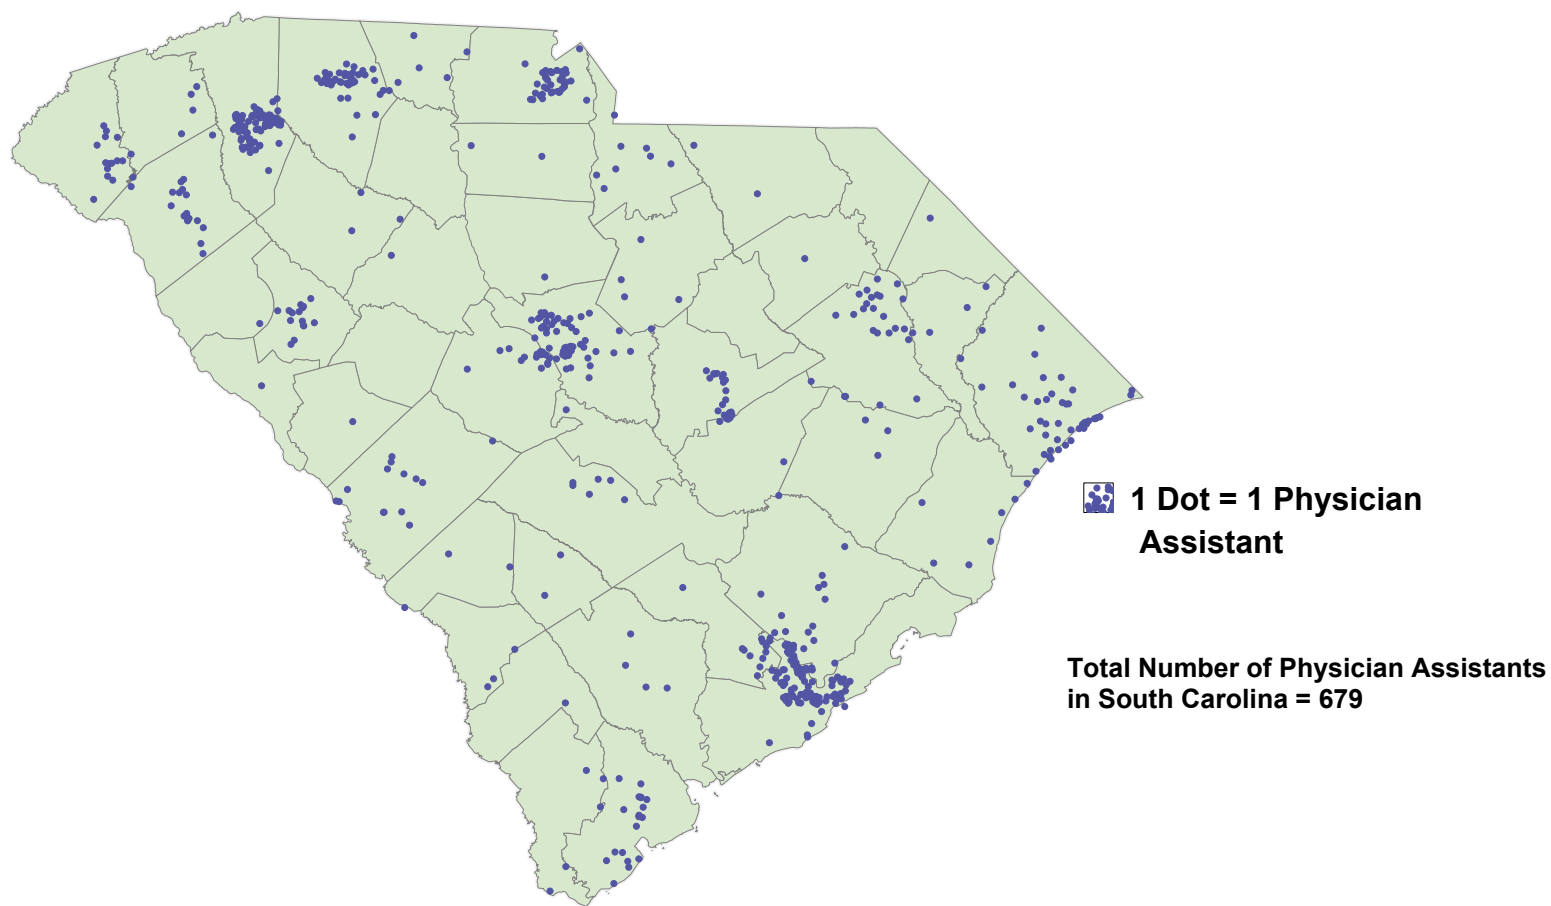 1 Dot = 1 Physician
Assistant
Total Number of Physician Assistants
in South Carolina = 679